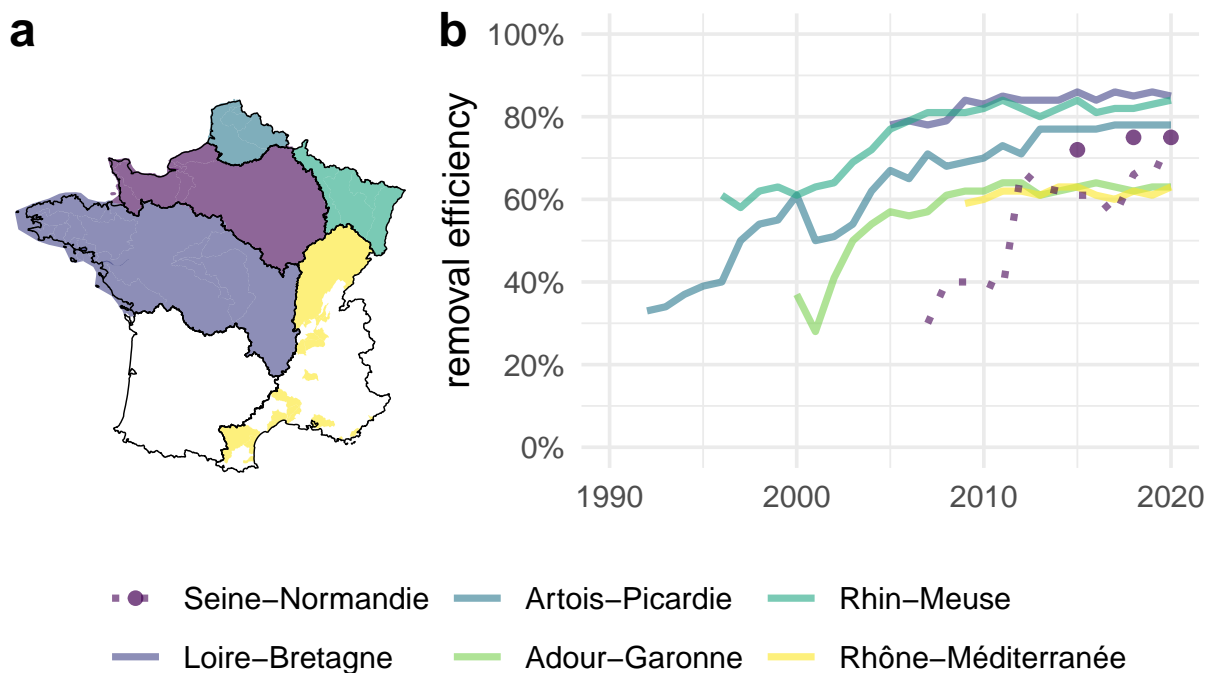 a
b
removal efficiency
100%
80%
60%
40%
20%
0%
1990 2000 2010 2020
Seine−Normandie Artois−Picardie Rhin−Meuse
Loire−Bretagne Adour−Garonne Rhône−Méditerranée